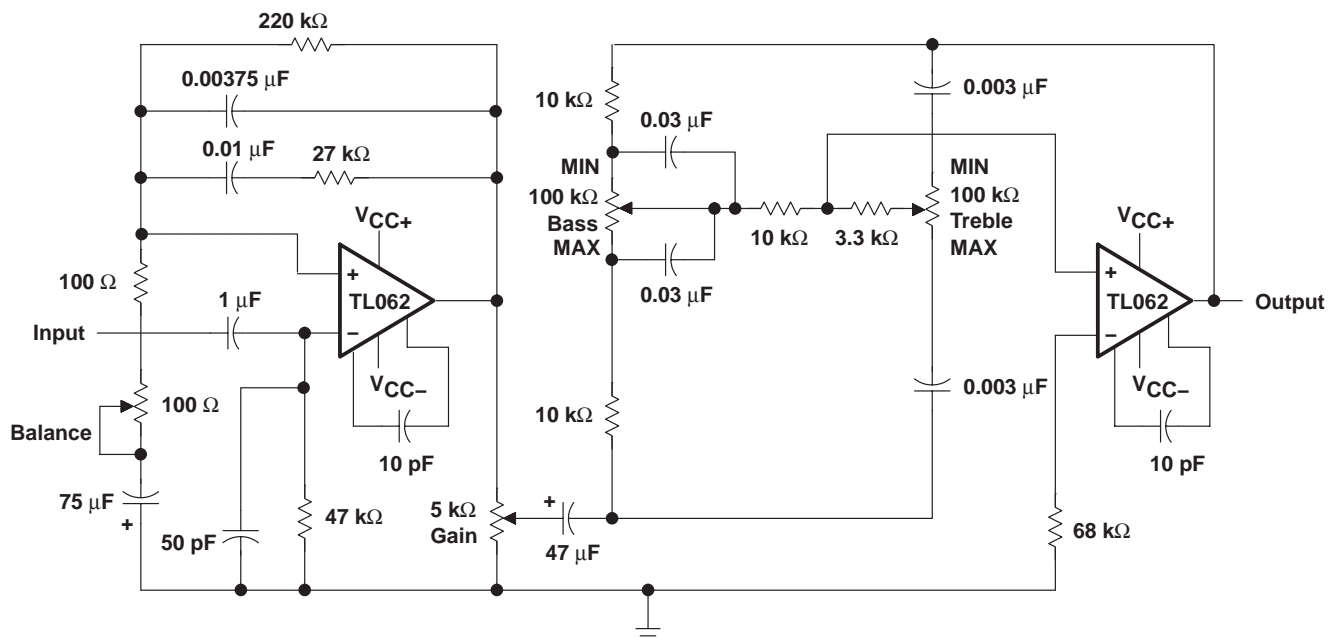 220 kΩ
0.00375 μF
0.01 μF
27 kΩ
100 Ω
1 μF
Input
VCC+
+
TL062
−
VCC−
10 pF
100 Ω
Balance
75 μF
+
50 pF
47 kΩ
5 kΩ
Gain
+
47 μF
10 kΩ
0.03 μF
MIN
100 kΩ
Bass
MAX
0.03 μF
10 kΩ
10 kΩ
3.3 kΩ
0.003 μF
MIN
100 kΩ
Treble
MAX
0.003 μF
VCC+
+
TL062
−
VCC−
10 pF
68 kΩ
Output